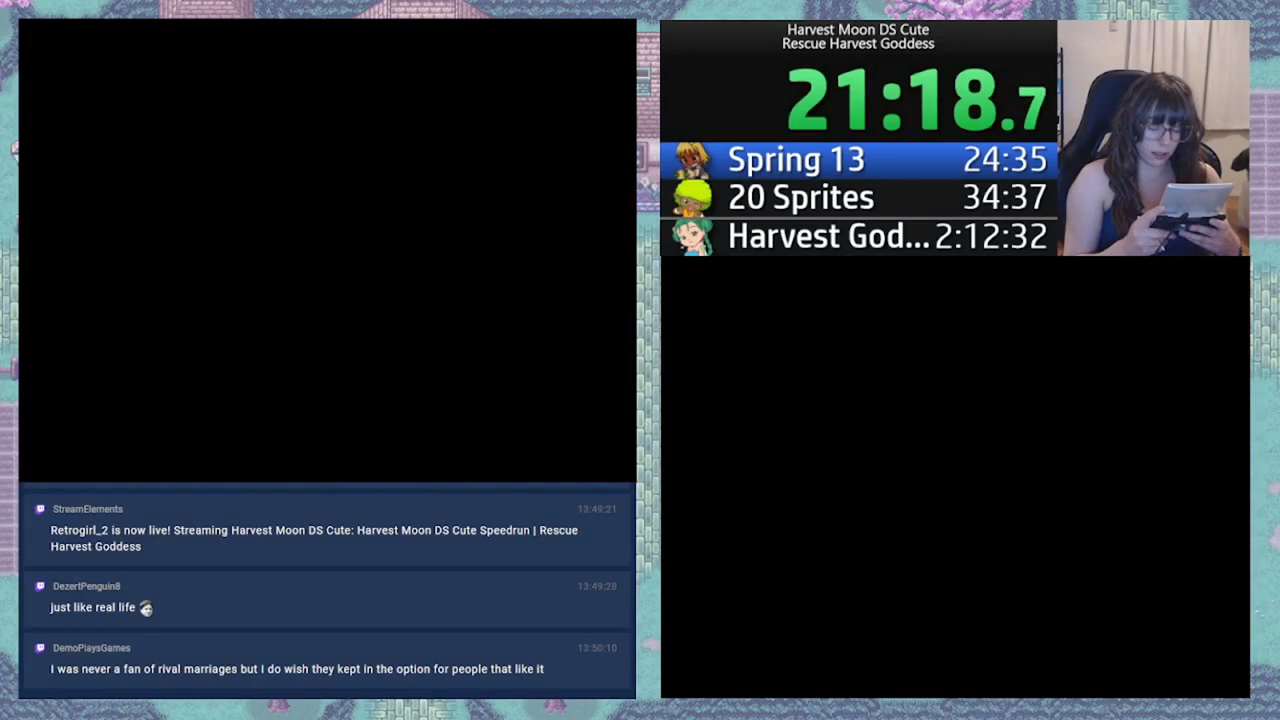 Harvest Moon DS Cute
Rescue Harvest Goddess
21:18.7
Spring 13 24:35
20 Sprites 34:37
Harvest God... 2:12:32
StreamElements 13:49:21
Retrogirl_2 is now live! Streaming Harvest Moon DS Cute: Harvest Moon DS Cute Speedrun | Rescue
Harvest Goddess
DezertPenguin8 13:49:28
just like real life
DemoPlaysGames 13:50:10
I was never a fan of rival marriages but I do wish they kept in the option for people that like it